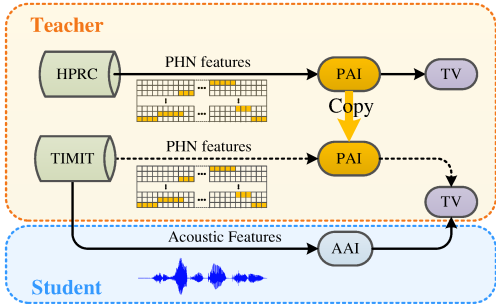 Teacher
HPRC
PHN features
PAI
TV
Copy
TIMIT
PHN features
PAI
TV
Acoustic Features
AAI
Student